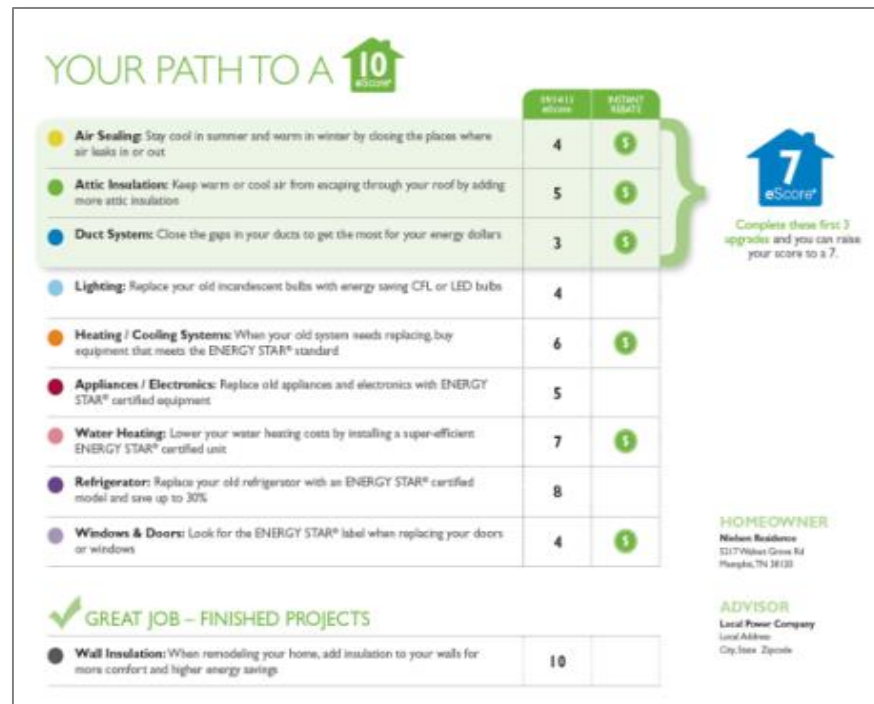 YOUR PATH TO A 10
eScore
eScore
INSTANT
REBATE
Air Sealing: Stay cool in summer and warm in winter by closing the places where
air leaks in or out
4
$
Attic Insulation: Keep warm or cool air from escaping through your roof by adding
more attic insulation
5
$
Duct System: Close the gaps in your ducts to get the most for your energy dollars
3
$
7
eScore
Complete these first 3
upgrades and you can raise
your score to a 7.
Lighting: Replace your old incandescent bulbs with energy saving CFL or LED bulbs
4
Heating / Cooling Systems: When your old system needs replacing, buy
equipment that meets the ENERGY STAR® standard
6
$
Appliances / Electronics: Replace old appliances and electronics with ENERGY
STAR® certified equipment
5
Water Heating: Lower your water heating costs by installing a super-efficient
ENERGY STAR® certified unit
7
$
Refrigerator: Replace your old refrigerator with an ENERGY STAR® certified
model and save up to 30%
8
Windows & Doors: Look for the ENERGY STAR® label when replacing your doors
or windows
4
$
HOMEOWNER
Nielsen Residence
5217 Walnut Grove Rd
Memphis, TN 38120
GREAT JOB – FINISHED PROJECTS
Wall Insulation: When remodeling your home, add insulation to your walls for
more comfort and higher energy savings
10
ADVISOR
Local Power Company
Local Address
City, State Zipcode